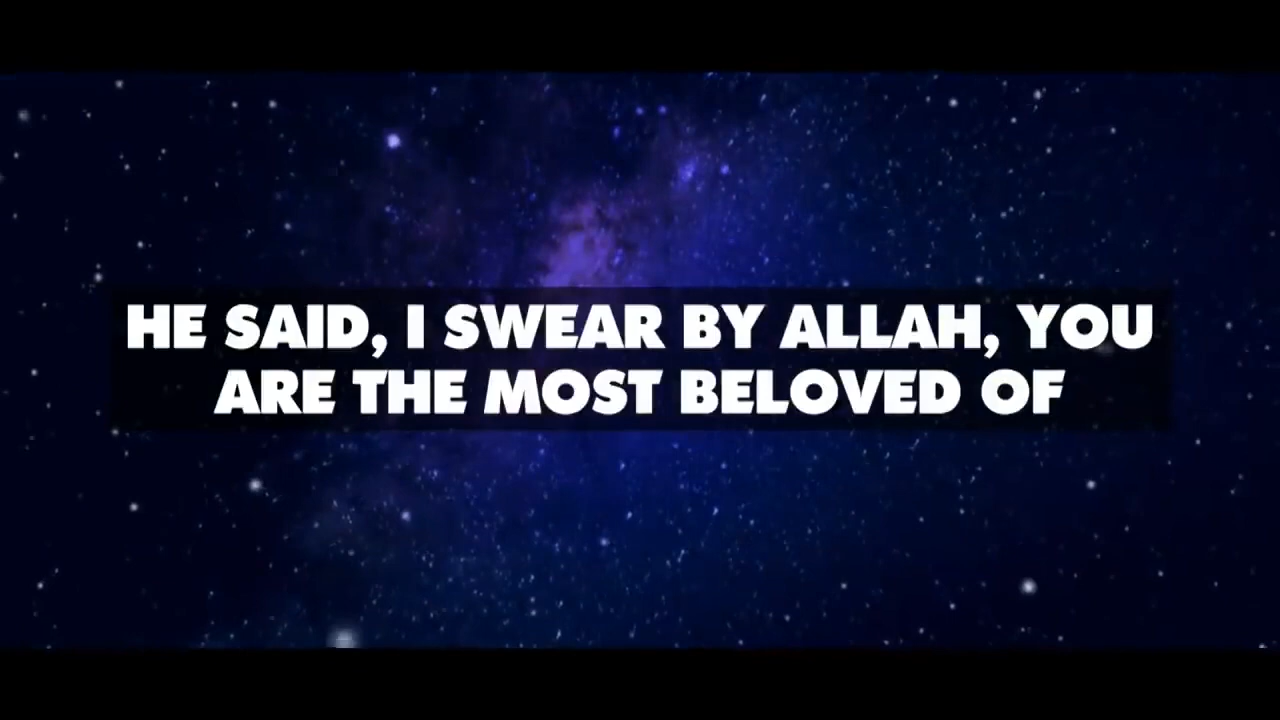 HE SAID, I SWEAR BY ALLAH, YOU
ARE THE MOST BELOVED OF